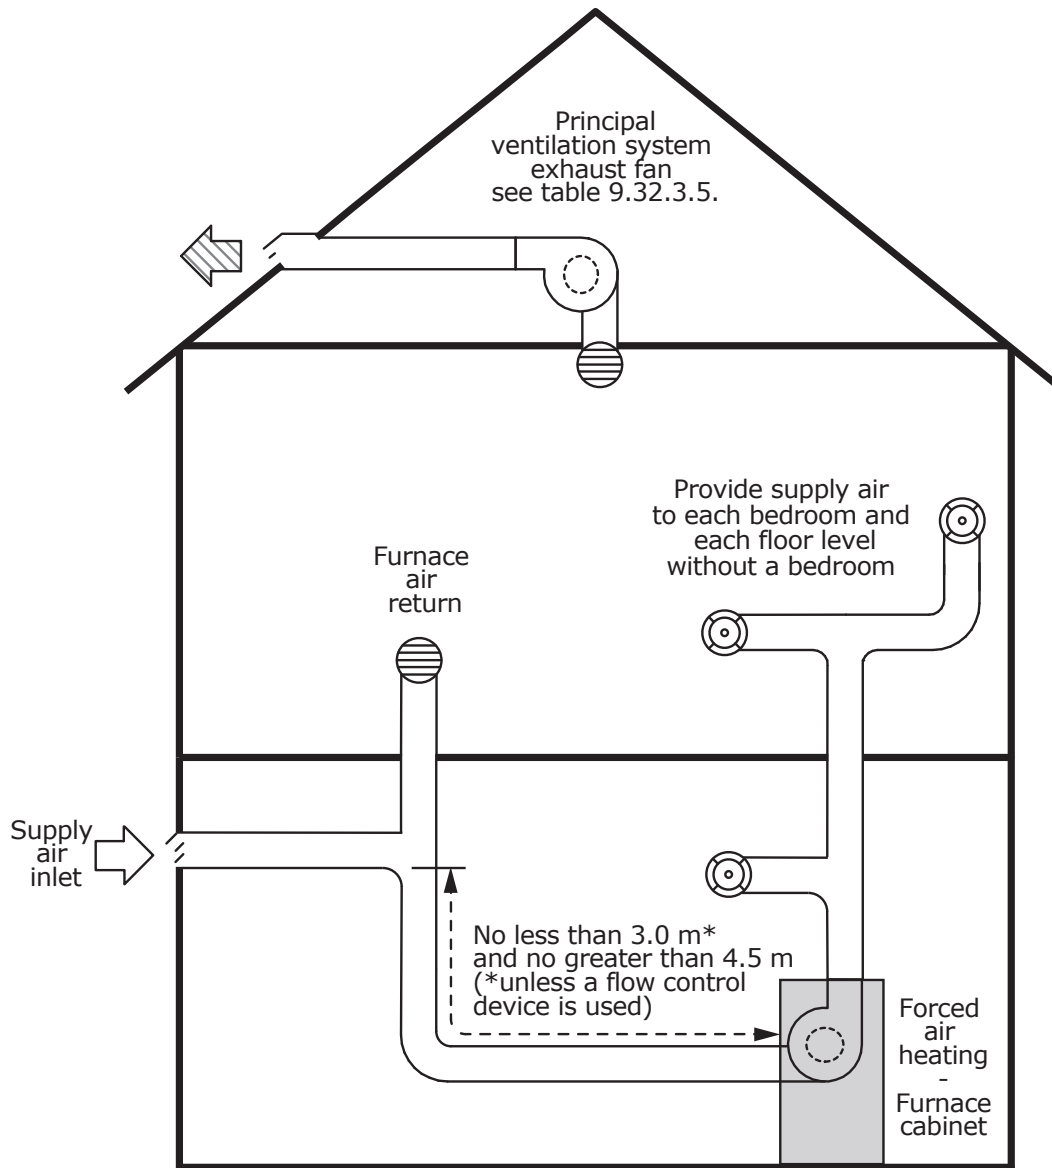 Principal
ventilation system
exhaust fan
see table 9.32.3.5.
Provide supply air
to each bedroom and
each floor level
without a bedroom
Furnace
air
return
Supply
air
inlet
No less than 3.0 m*
and no greater than 4.5 m
(*unless a flow control
device is used)
Forced
air
heating
-
Furnace
cabinet